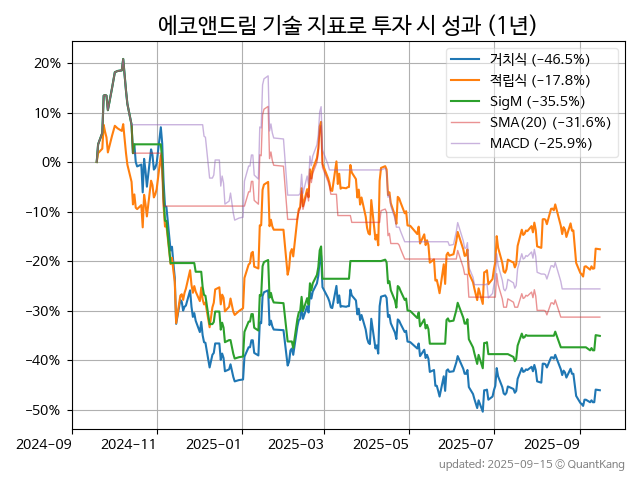 에코앤드림 기술 지표로 투자 시 성과 (1년)
거치식 (−46.5%)
적립식 (−17.8%)
SigM (−35.5%)
SMA(20) (−31.6%)
MACD (−25.9%)
20%
10%
0%
−10%
−20%
−30%
−40%
−50%
2024-09 2024-11 2025-01 2025-03 2025-05 2025-07 2025-09
updated: 2025-09-15 © QuantKang